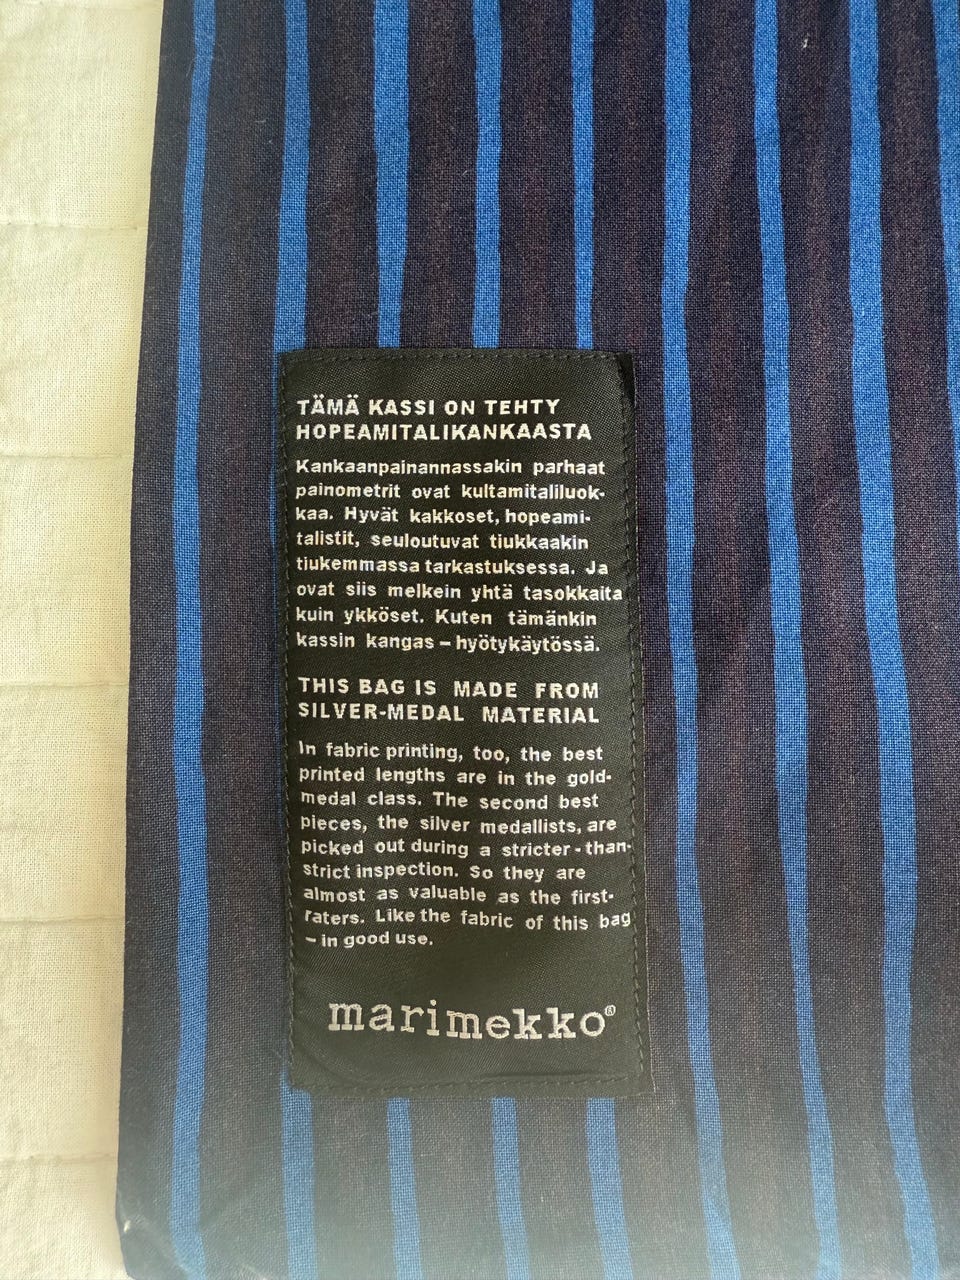 TÄMÄ KASSI ON TEHTY
HOPEAMITALIKANKAASTA
Kankaanpainannassakin parhaat
painometrit ovat kultamitaliluok-
kaa. Hyvät kakkoset, hopeami-
talistit, seuloutuvat tiukkaakin
tiukemmassa tarkastuksessa. Ja
ovat siis melkein yhtä tasokkaita
kuin ykköset. Kuten tämänkin
kassin kangas – hyötykäytössä.
THIS BAG IS MADE FROM
SILVER-MEDAL MATERIAL
In fabric printing, too, the best
printed lengths are in the gold-
medal class. The second best
pieces, the silver medallists, are
picked out during a stricter-than-
strict inspection. So they are
almost as valuable as the first-
raters. Like the fabric of this bag
– in good use.
marimekko®